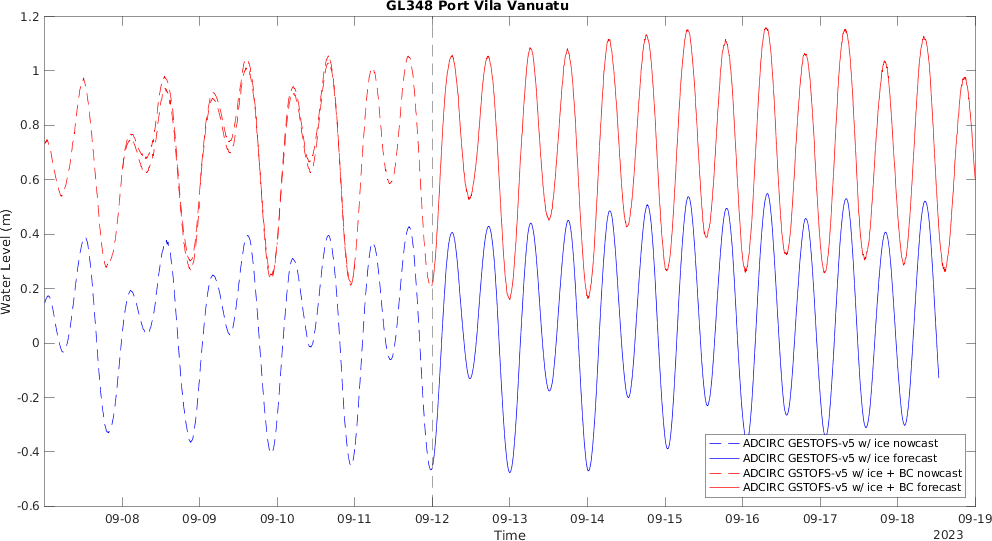 GL348 Port Vila Vanuatu
1.2
1
0.8
0.6
0.4
0.2
0
-0.2
-0.4
-0.6
Water Level (m)
ADCIRC GESTOFS-v5 w/ ice nowcast
ADCIRC GESTOFS-v5 w/ ice forecast
ADCIRC GSTOFS-v5 w/ ice + BC nowcast
ADCIRC GSTOFS-v5 w/ ice + BC forecast
09-08 09-09 09-10 09-11 09-12 09-13 09-14 09-15 09-16 09-17 09-18 09-19
Time
2023